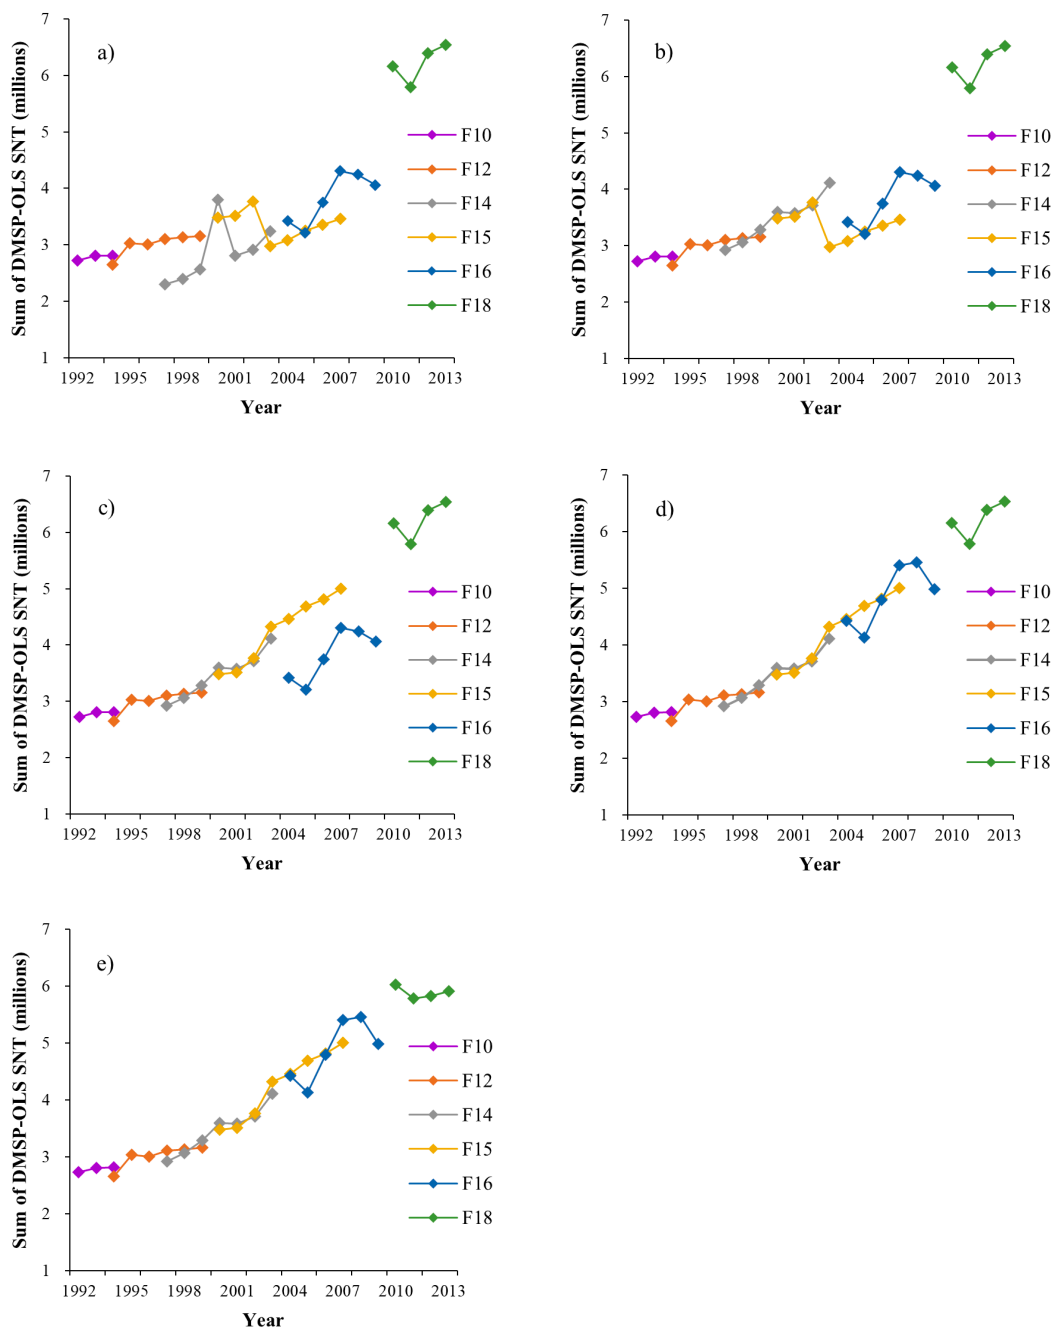 a)
Sum of DMSP-OLS SNT (millions)
7
6
5
4
3
2
1
1992 1995 1998 2001 2004 2007 2010 2013
Year
F10
F12
F14
F15
F16
F18
b)
Sum of DMSP-OLS SNT (millions)
7
6
5
4
3
2
1
1992 1995 1998 2001 2004 2007 2010 2013
Year
F10
F12
F14
F15
F16
F18
c)
Sum of DMSP-OLS SNT (millions)
7
6
5
4
3
2
1
1992 1995 1998 2001 2004 2007 2010 2013
Year
F10
F12
F14
F15
F16
F18
d)
Sum of DMSP-OLS SNT (millions)
7
6
5
4
3
2
1
1992 1995 1998 2001 2004 2007 2010 2013
Year
F10
F12
F14
F15
F16
F18
e)
Sum of DMSP-OLS SNT (millions)
7
6
5
4
3
2
1
1992 1995 1998 2001 2004 2007 2010 2013
Year
F10
F12
F14
F15
F16
F18